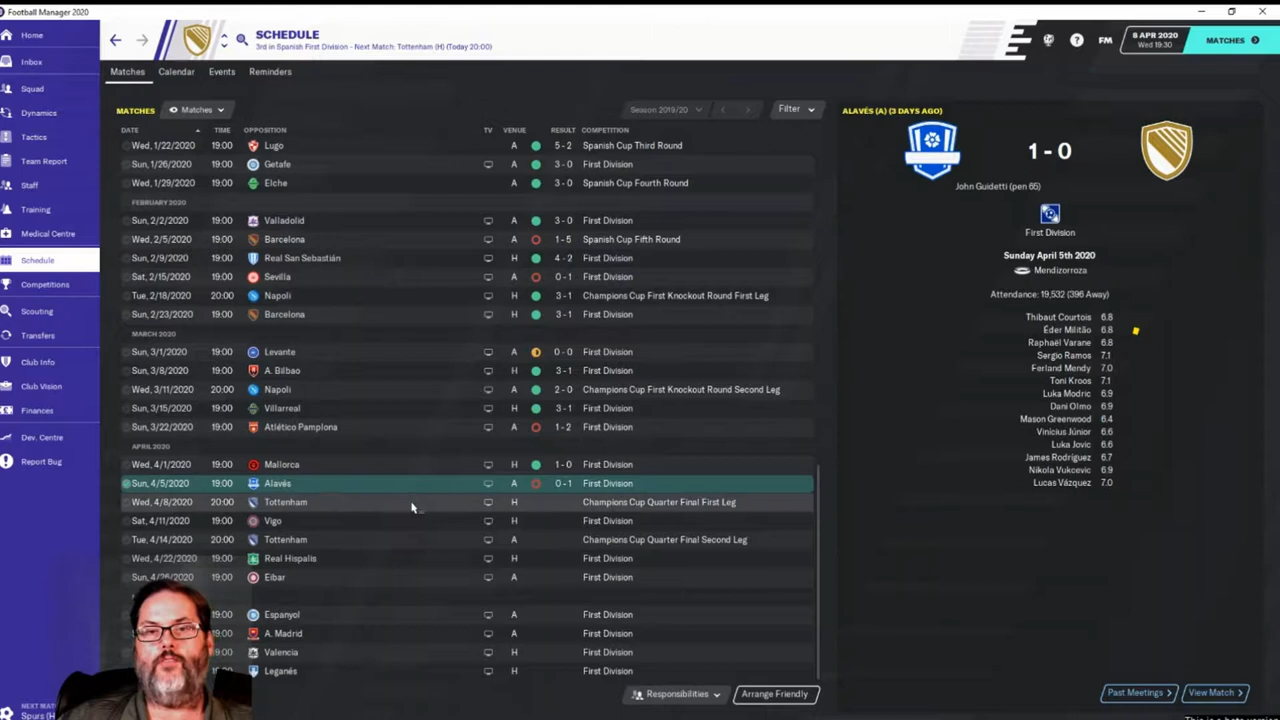 Football Manager 2020
Home
Inbox
Squad
Dynamics
Tactics
Team Report
Staff
Training
Medical Centre
Schedule
Competitions
Scouting
Transfers
Club Info
Club Vision
Finances
Dev. Centre
Report Bug
NEXT MAT
Spurs (H
SCHEDULE
3rd in Spanish First Division - Next Match: Tottenham (H) (Today 20:00)
? FM
8 APR 2020
Wed 19:30
MATCHES
Matches Calendar Events Reminders
MATCHES Matches Season 2019/20 Filter
DATE TIME OPPOSITION TV VENUE RESULT COMPETITION
Wed, 1/22/2020 19:00 Lugo A 5-2 Spanish Cup Third Round
Sun, 1/26/2020 19:00 Getafe A 3-0 First Division
Wed, 1/29/2020 19:00 Elche A 3-0 Spanish Cup Fourth Round
FEBRUARY 2020
Sun, 2/2/2020 19:00 Valladolid A 3-0 First Division
Wed, 2/5/2020 19:00 Barcelona A 1-5 Spanish Cup Fifth Round
Sun, 2/9/2020 19:00 Real San Sebastián H 4-2 First Division
Sat, 2/15/2020 19:00 Sevilla A 0-1 First Division
Tue, 2/18/2020 20:00 Napoli H 3-1 Champions Cup First Knockout Round First Leg
Sun, 2/23/2020 19:00 Barcelona H 3-1 First Division
MARCH 2020
Sun, 3/1/2020 19:00 Levante A 0-0 First Division
Sun, 3/8/2020 19:00 A. Bilbao H 3-1 First Division
Wed, 3/11/2020 20:00 Napoli A 2-0 Champions Cup First Knockout Round Second Leg
Sun, 3/15/2020 19:00 Villarreal H 3-1 First Division
Sun, 3/22/2020 19:00 Atlético Pamplona A 1-2 First Division
APRIL 2020
Wed, 4/1/2020 19:00 Mallorca H 1-0 First Division
Sun, 4/5/2020 19:00 Alavés A 0-1 First Division
Wed, 4/8/2020 20:00 Tottenham H Champions Cup Quarter Final First Leg
Sat, 4/11/2020 19:00 Vigo H First Division
Tue, 4/14/2020 20:00 Tottenham A Champions Cup Quarter Final Second Leg
Wed, 4/22/2020 19:00 Real Hispalis H First Division
Sun, 4/26/2020 19:00 Eibar A First Division
19:00 Espanyol A First Division
19:00 A. Madrid A First Division
19:00 Valencia H First Division
19:00 Leganés H First Division
Responsibilities Arrange Friendly
ALAVÉS (A) (3 DAYS AGO)
1 - 0
John Guidetti (pen 65)
First Division
Sunday April 5th 2020
Mendizorroza
Attendance: 19,532 (396 Away)
Thibaut Courtois 6.8
Éder Militão 6.8
Raphaël Varane 6.8
Sergio Ramos 7.1
Ferland Mendy 7.0
Toni Kroos 7.1
Luka Modric 6.9
Dani Olmo 6.9
Mason Greenwood 6.4
Vinícius Júnior 6.6
Luka Jovic 6.6
James Rodríguez 6.7
Nikola Vukcevic 6.9
Lucas Vázquez 7.0
Past Meetings View Match